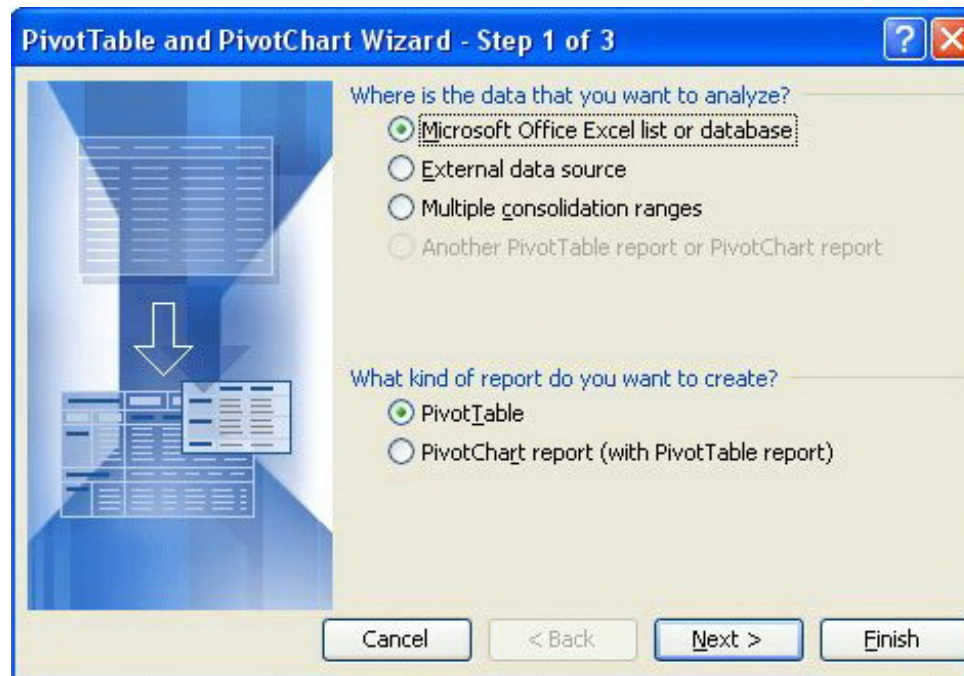 PivotTable and PivotChart Wizard - Step 1 of 3
Where is the data that you want to analyze?
Microsoft Office Excel list or database
External data source
Multiple consolidation ranges
Another PivotTable report or PivotChart report
What kind of report do you want to create?
PivotTable
PivotChart report (with PivotTable report)
Cancel < Back Next > Finish